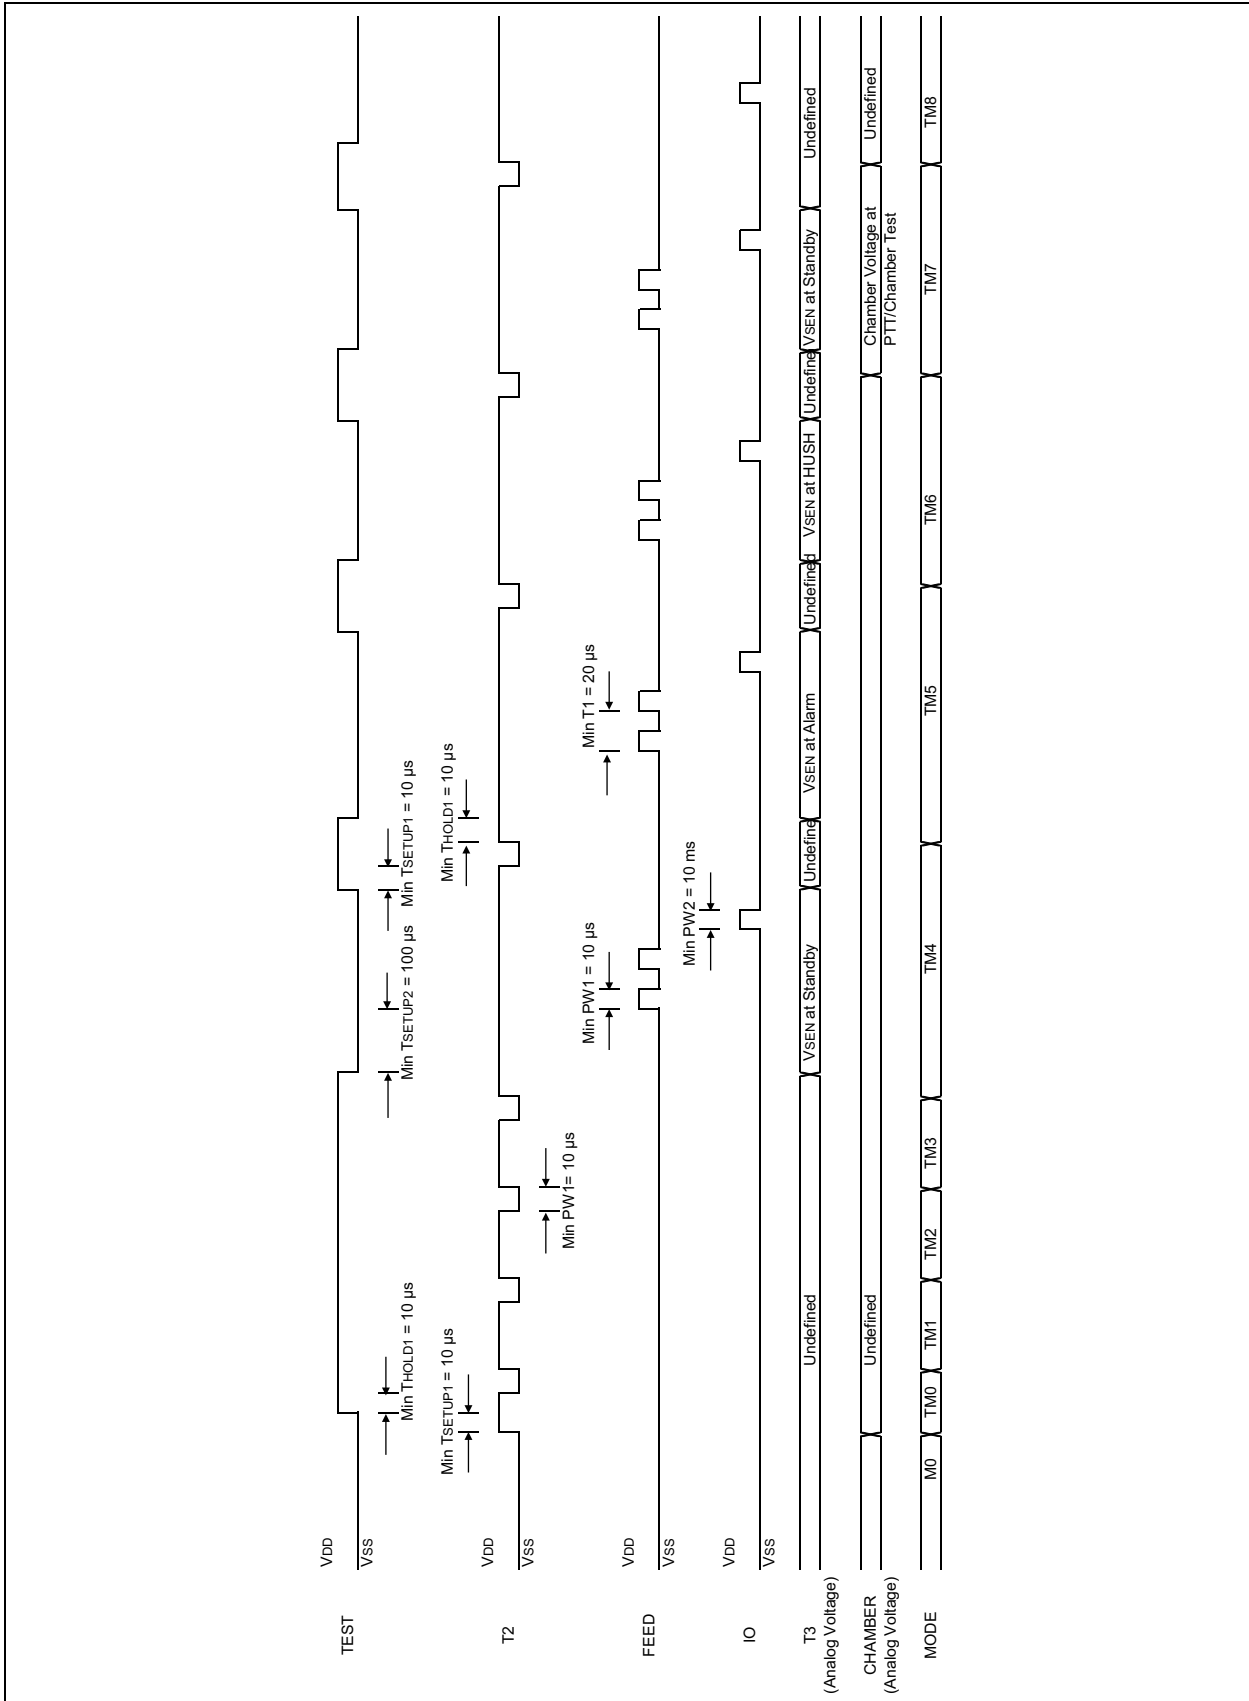 TEST
VDD
VSS
Min THOLD1 = 10 µs
Min TSETUP2 = 100 µs
Min TSETUP1 = 10 µs
T2
VDD
VSS
Min TSETUP1 = 10 µs
Min PW1= 10 µs
Min THOLD1 = 10 µs
FEED
VDD
VSS
Min PW1 = 10 µs
Min T1 = 20 µs
IO
VDD
VSS
Min PW2 = 10 ms
T3
(Analog Voltage)
Undefined
VSEN at Standby
Undefine
VSEN at Alarm
Undefined
VSEN at HUSH
Undefine
VSEN at Standby
Undefined
CHAMBER
(Analog Voltage)
Undefined
Chamber Voltage at
PTT/Chamber Test
Undefined
MODE
M0
TM0
TM1
TM2
TM3
TM4
TM5
TM6
TM7
TM8